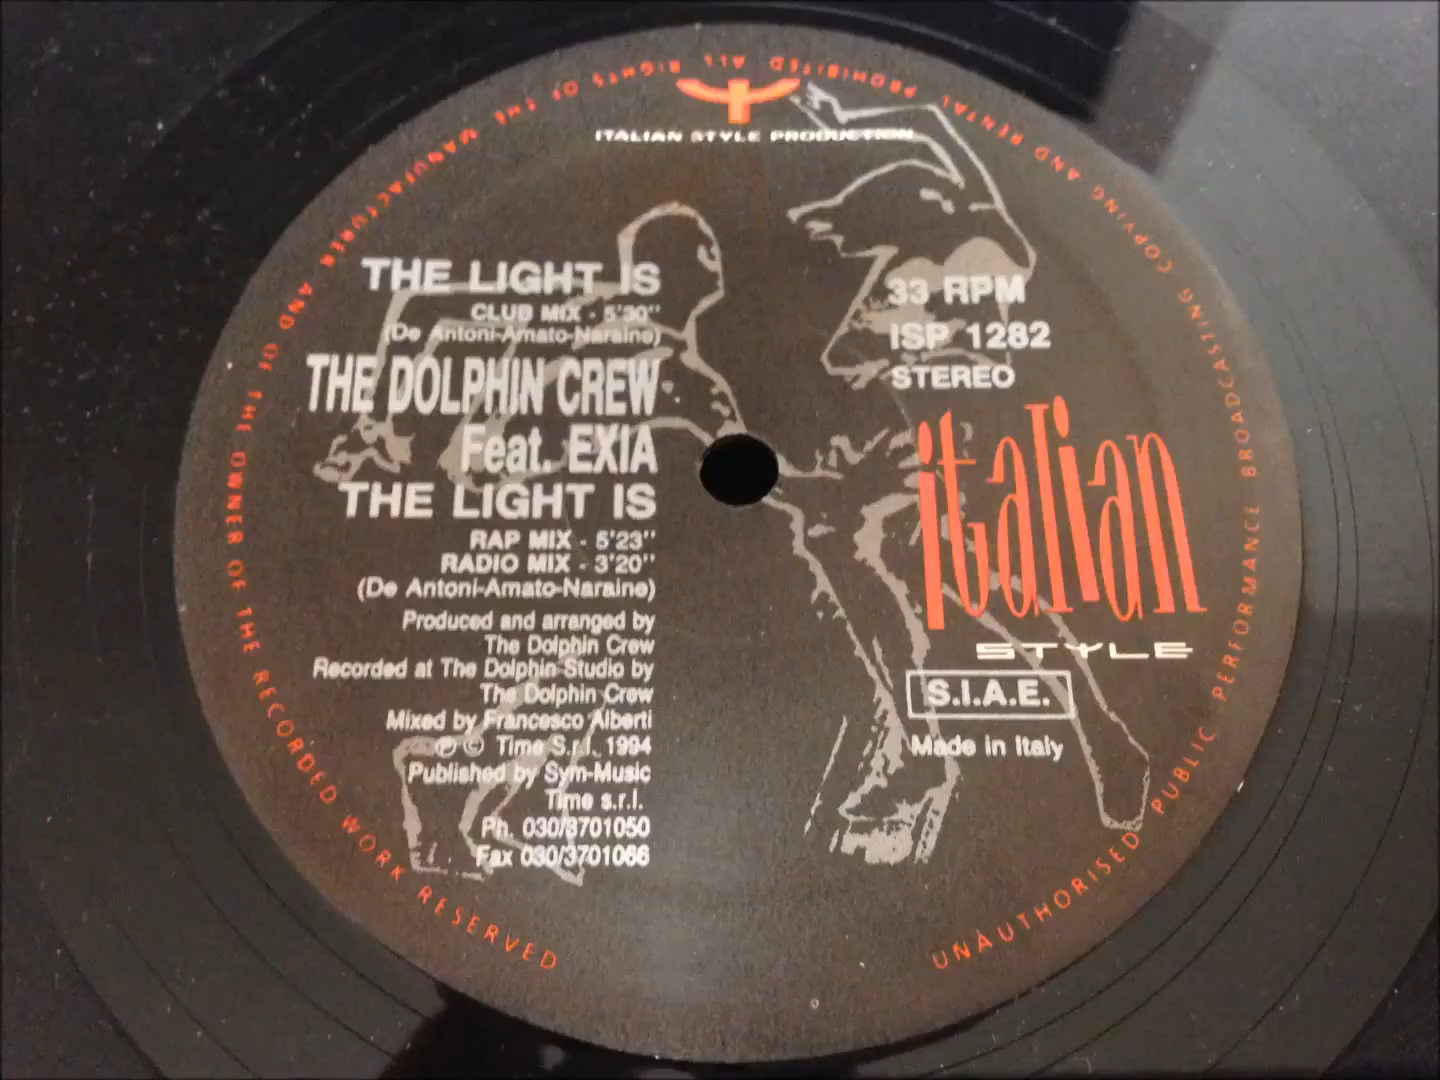 ITALIAN STYLE PRODUCTION
THE LIGHT IS
CLUB MIX - 5'30"
(De Antoni-Amato-Naraine)
THE DOLPHIN CREW
Feat. EXIA
THE LIGHT IS
RAP MIX - 5'23"
RADIO MIX - 3'20"
(De Antoni-Amato-Naraine)
Produced and arranged by
The Dolphin Crew
Recorded at The Dolphin Studio by
The Dolphin Crew
Mixed by Francesco Alberti
℗ © Time S.r.l. 1994
Published by Sym-Music
Time s.r.l.
Ph. 030/3701050
Fax 030/3701066
33 RPM
ISP 1282
STEREO
italian
STYLE
S.I.A.E.
Made in Italy
UNAUTHORISED PUBLIC PERFORMANCE BROADCASTING COPYING AND RENTAL PROHIBITED ALL RIGHTS OF THE MANUFACTURER AND OF THE OWNER OF THE RECORDED WORK RESERVED